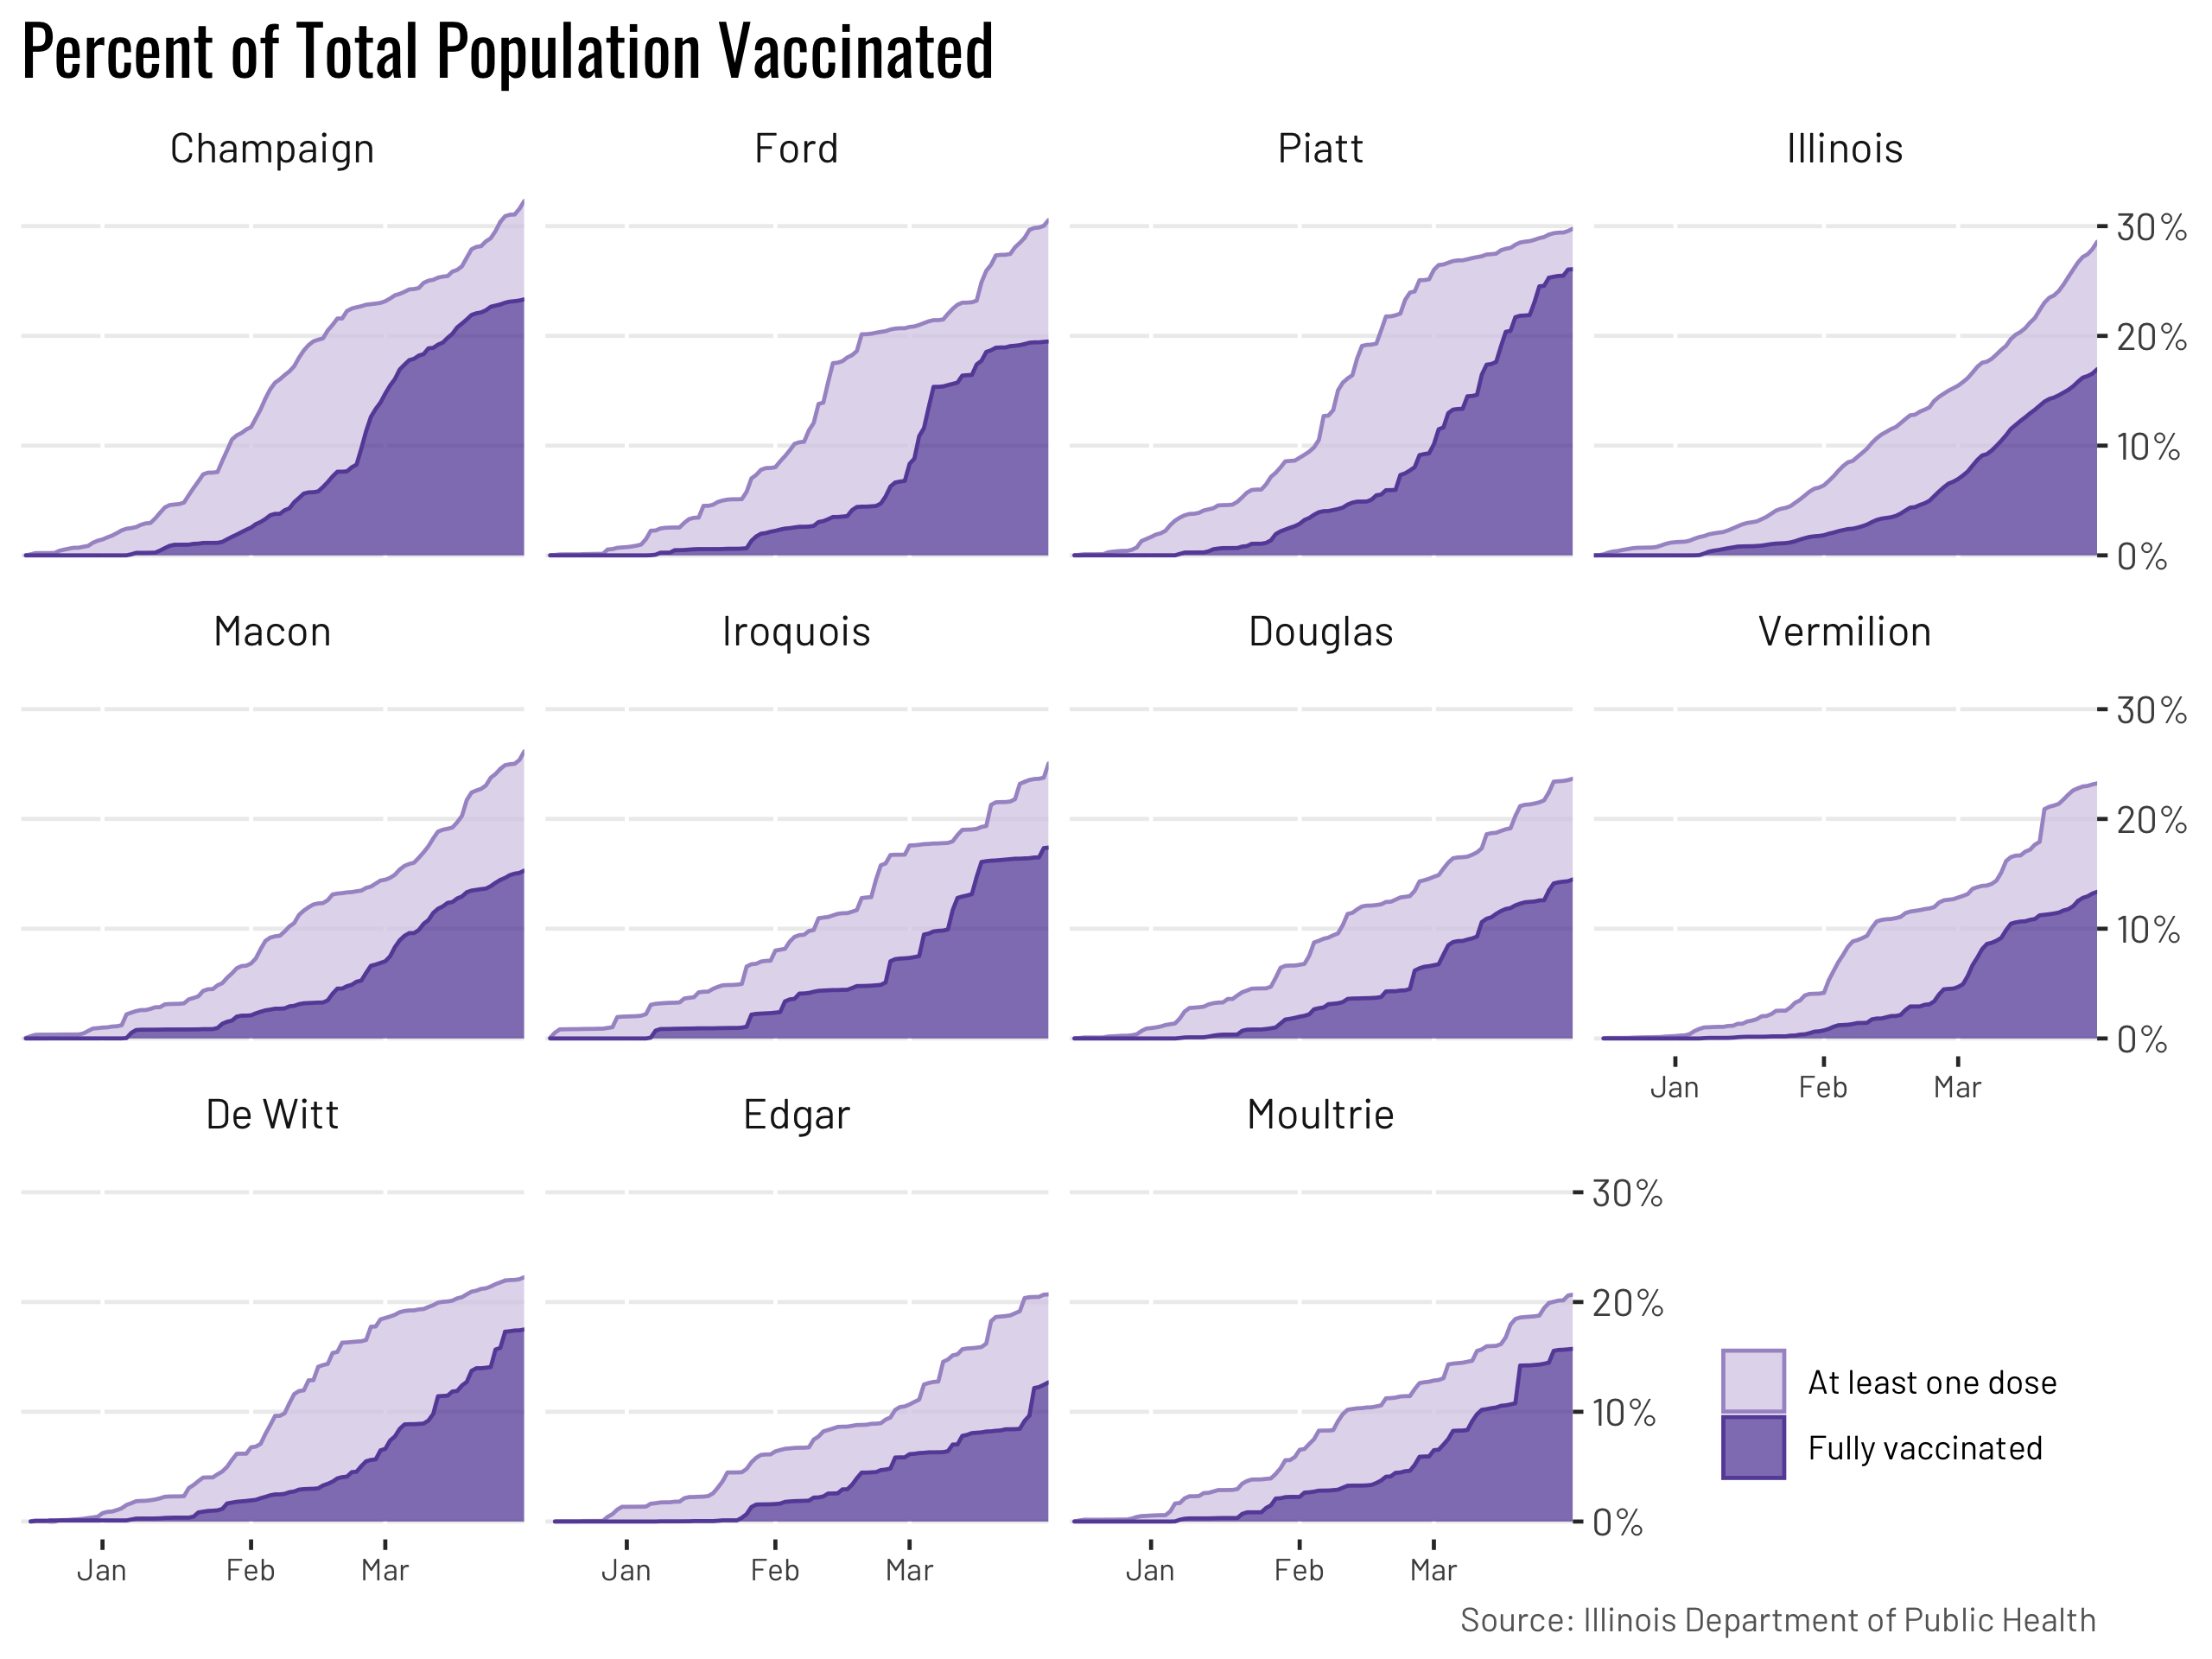 Percent of Total Population Vaccinated
Champaign
Ford
Piatt
Illinois
30%
20%
10%
0%
Macon
Iroquois
Douglas
Vermilion
30%
20%
10%
0%
Jan
Feb
Mar
De Witt
Edgar
Moultrie
30%
20%
10%
0%
At least one dose
Fully vaccinated
Jan
Feb
Mar
Jan
Feb
Mar
Jan
Feb
Mar
Source: Illinois Department of Public Health